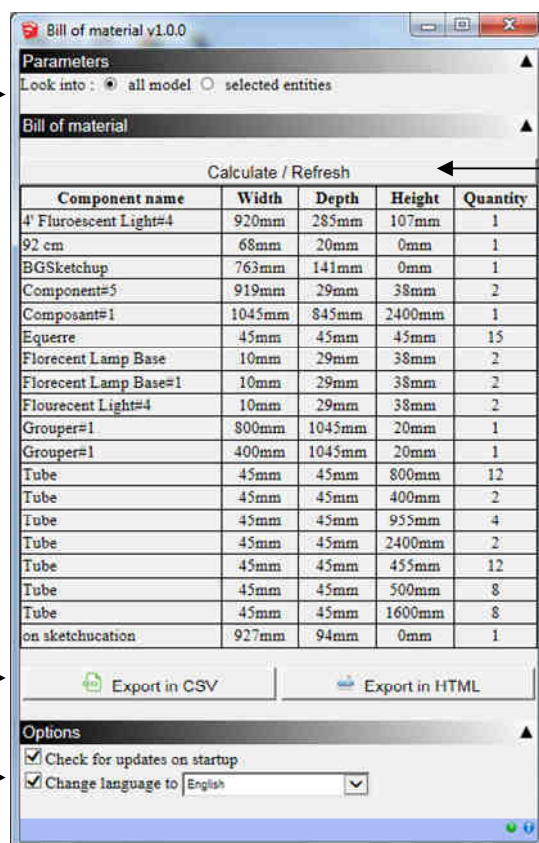 Bill of material v1.0.0
Parameters
Look into : all model selected entities
Bill of material
Calculate / Refresh
Component name Width Depth Height Quantity
4' Fluroescent Light#4 920mm 285mm 107mm 1
92 cm 68mm 20mm 0mm 1
BGSketchup 763mm 141mm 0mm 1
Component#5 919mm 29mm 38mm 2
Composant#1 1045mm 845mm 2400mm 1
Equerre 45mm 45mm 45mm 15
Florecent Lamp Base 10mm 29mm 38mm 2
Florecent Lamp Base#1 10mm 29mm 38mm 2
Flourecent Light#4 10mm 29mm 38mm 2
Grouper#1 800mm 1045mm 20mm 1
Grouper#1 400mm 1045mm 20mm 1
Tube 45mm 45mm 800mm 12
Tube 45mm 45mm 400mm 2
Tube 45mm 45mm 955mm 4
Tube 45mm 45mm 2400mm 2
Tube 45mm 45mm 455mm 12
Tube 45mm 45mm 500mm 8
Tube 45mm 45mm 1600mm 8
on sketchucation 927mm 94mm 0mm 1
Export in CSV Export in HTML
Options
Check for updates on startup
Change language to English